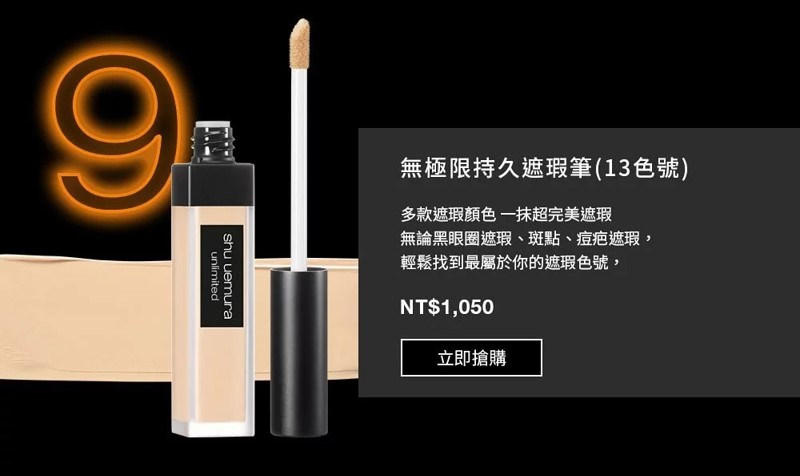 9
shu uemura
unlimited
無極限持久遮瑕筆(13色號)
多款遮瑕顏色 一抹超完美遮瑕
無論黑眼圈遮瑕、斑點、痘疤遮瑕，
輕鬆找到最屬於你的遮瑕色號，
NT$1,050
立即搶購